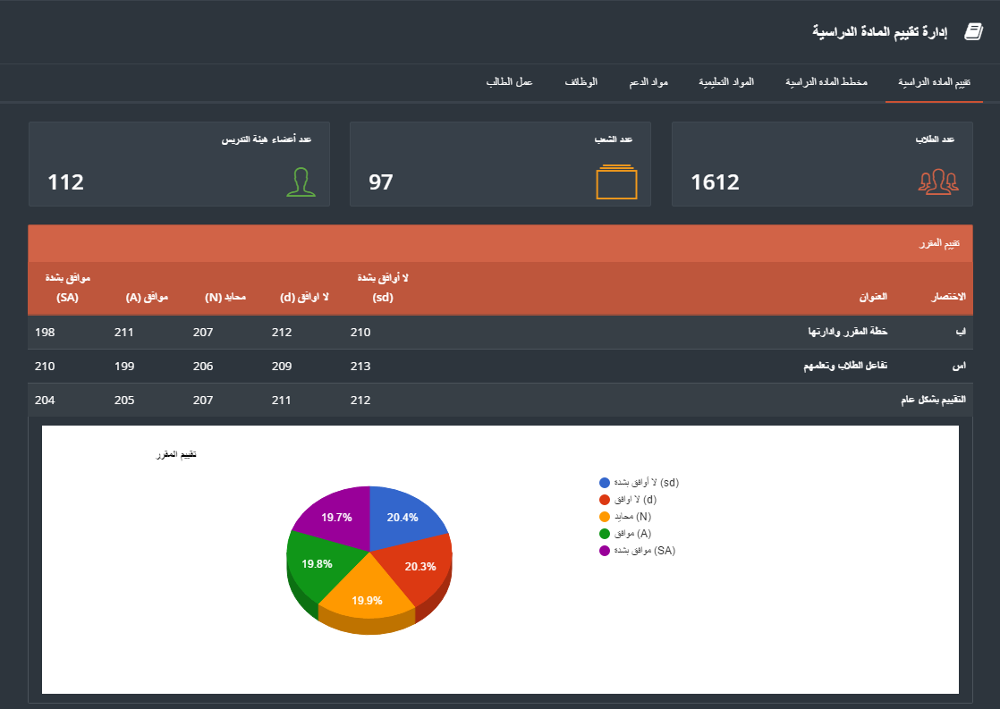 إدارة تقييم المادة الدراسية
تقييم المادة الدراسية
مخطط المادة الدراسية
المواد التعليمية
مواد الدعم
الوظائف
عمل الطالب
عدد الطلاب
1612
عدد الشعب
97
عدد أعضاء هيئة التدريس
112
تقييم المقرر
الاختصار
العنوان
لا أوافق بشدة
(sd)
لا اوافق (d)
محايد (N)
موافق (A)
موافق بشدة
(SA)
اب خطة المقرر وادارتها 210 212 207 211 198
اس تفاعل الطلاب وتعلمهم 213 209 206 199 210
التقييم بشكل عام 212 211 207 205 204
تقييم المقرر
لا أوافق بشدة (sd)
لا اوافق (d)
محايد (N)
موافق (A)
موافق بشدة (SA)
20.4%
20.3%
19.9%
19.8%
19.7%